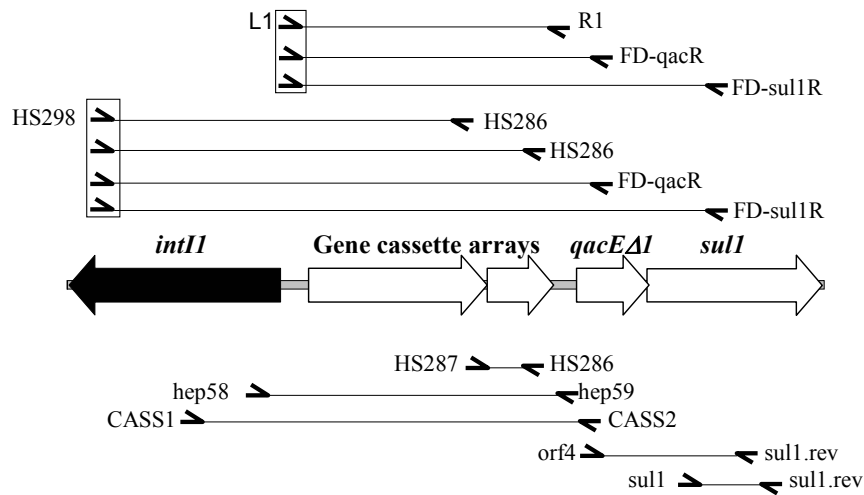 L1 R1
FD-qacR
FD-sul1R
HS298 HS286
HS286
FD-qacR
FD-sul1R
intI1 Gene cassette arrays qacEΔ1 sul1
HS287 HS286
hep58 hep59
CASS1 CASS2
orf4 sul1.rev
sul1 sul1.rev